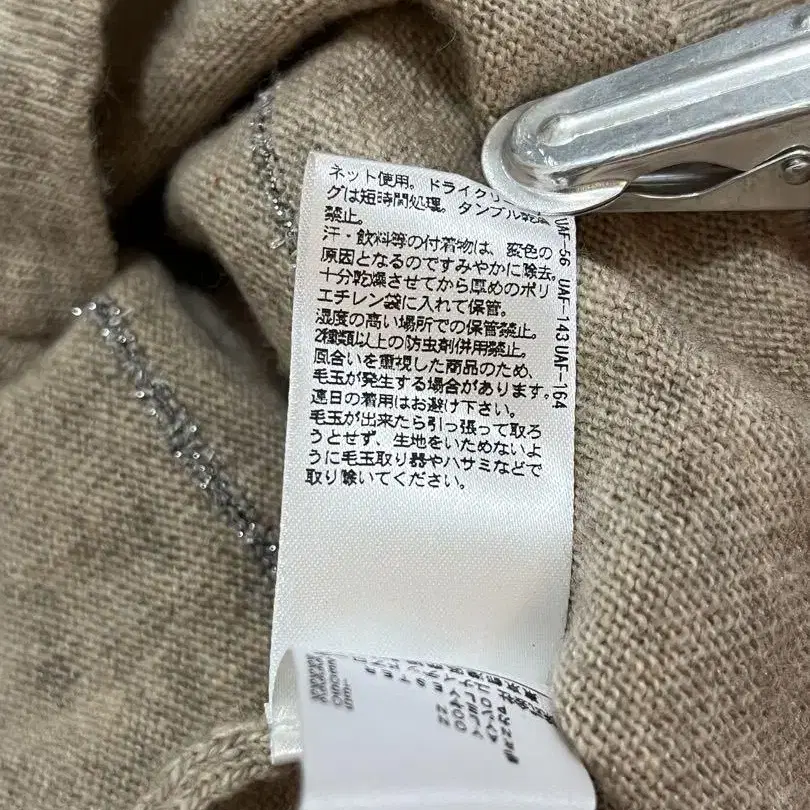 ネット使用。ドライクリ
グは短時間処理。タンブル乾燥
禁止。
汗・飲料等の付着物は、変色の
原因となるのですみやかに除去。
十分乾燥させてから厚めのポリ
エチレン袋に入れて保管。
湿度の高い場所での保管禁止。
2種類以上の防虫剤併用禁止。
風合いを重視した商品のため、
毛玉が発生する場合があります。
連日の着用はお避け下さい。
毛玉が出来たら引っ張って取ろ
うとせず、生地をいためないよ
うに毛玉取り器やハサミなどで
取り除いてください。
UAF-56 UAF-143 UAF-164
株式会社